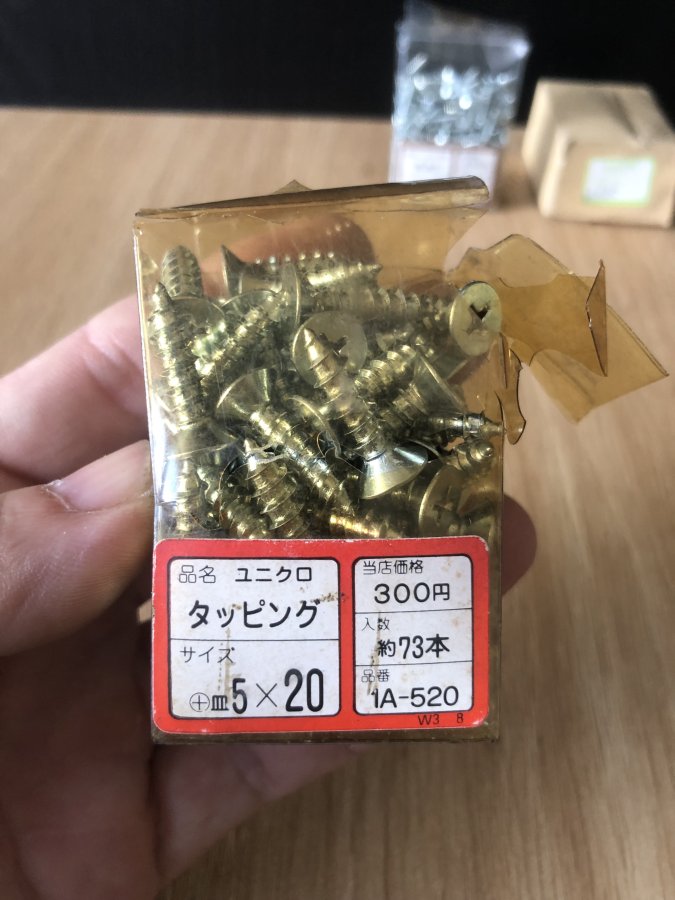 品名 ユニクロ
タッピング
サイズ
⊕皿5×20
当店価格
300円
入数
約73本
品番
1A-520
W3 8